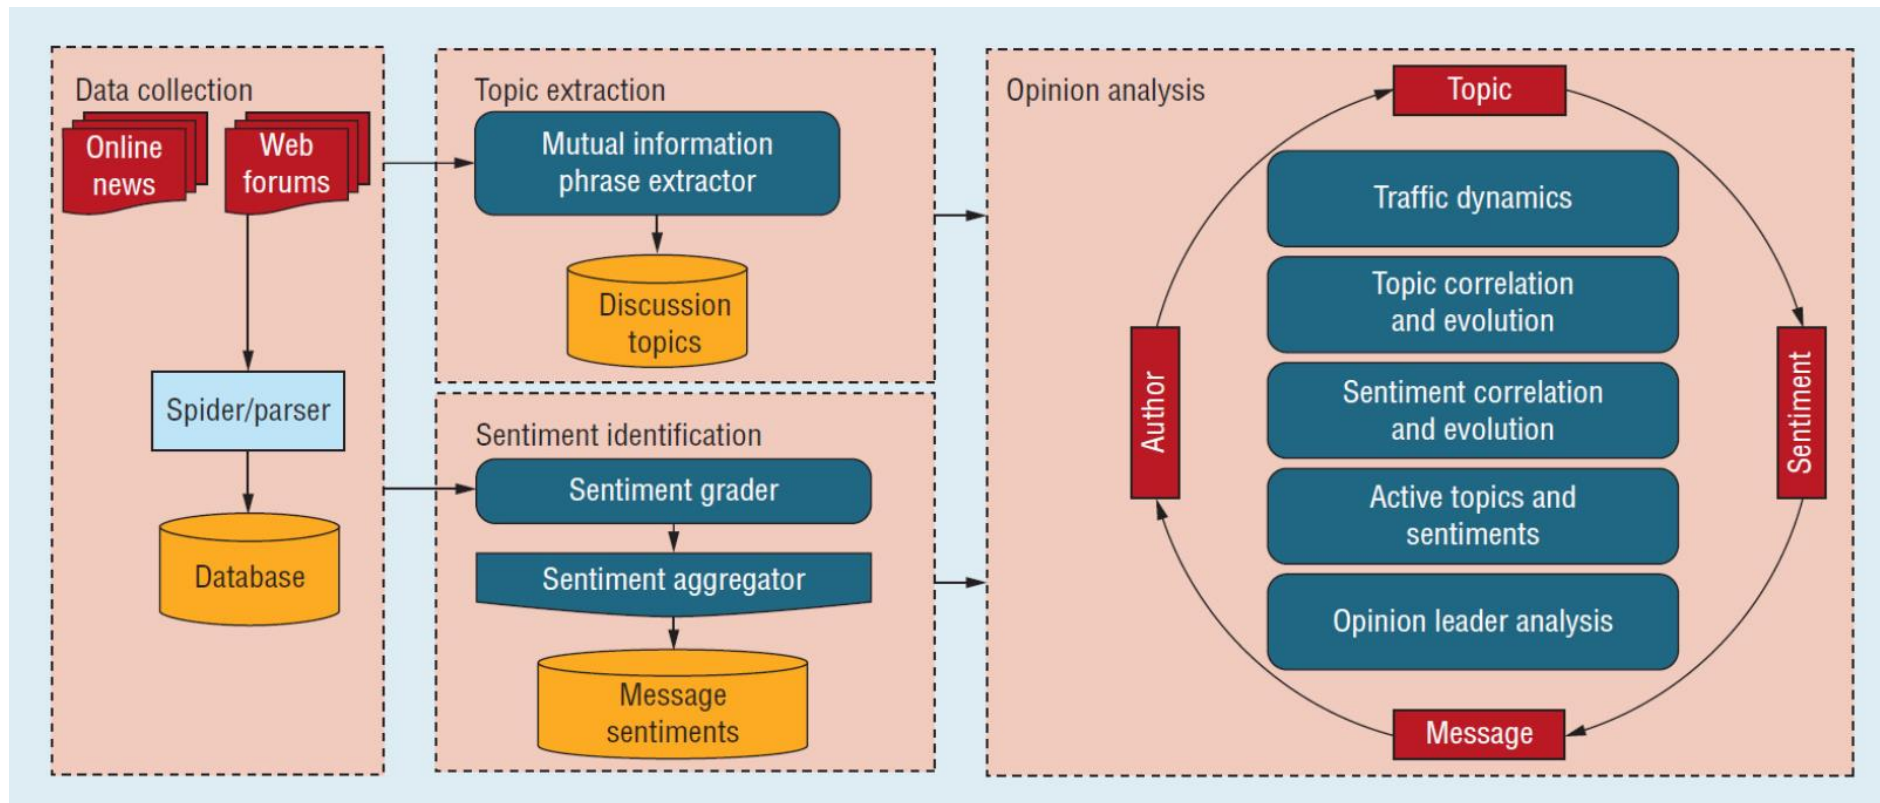 Data collection
Online
news
Web
forums
Spider/parser
Database
Topic extraction
Mutual information
phrase extractor
Discussion
topics
Sentiment identification
Sentiment grader
Sentiment aggregator
Message
sentiments
Opinion analysis
Topic
Traffic dynamics
Topic correlation
and evolution
Sentiment correlation
and evolution
Active topics and
sentiments
Opinion leader analysis
Author
Sentiment
Message